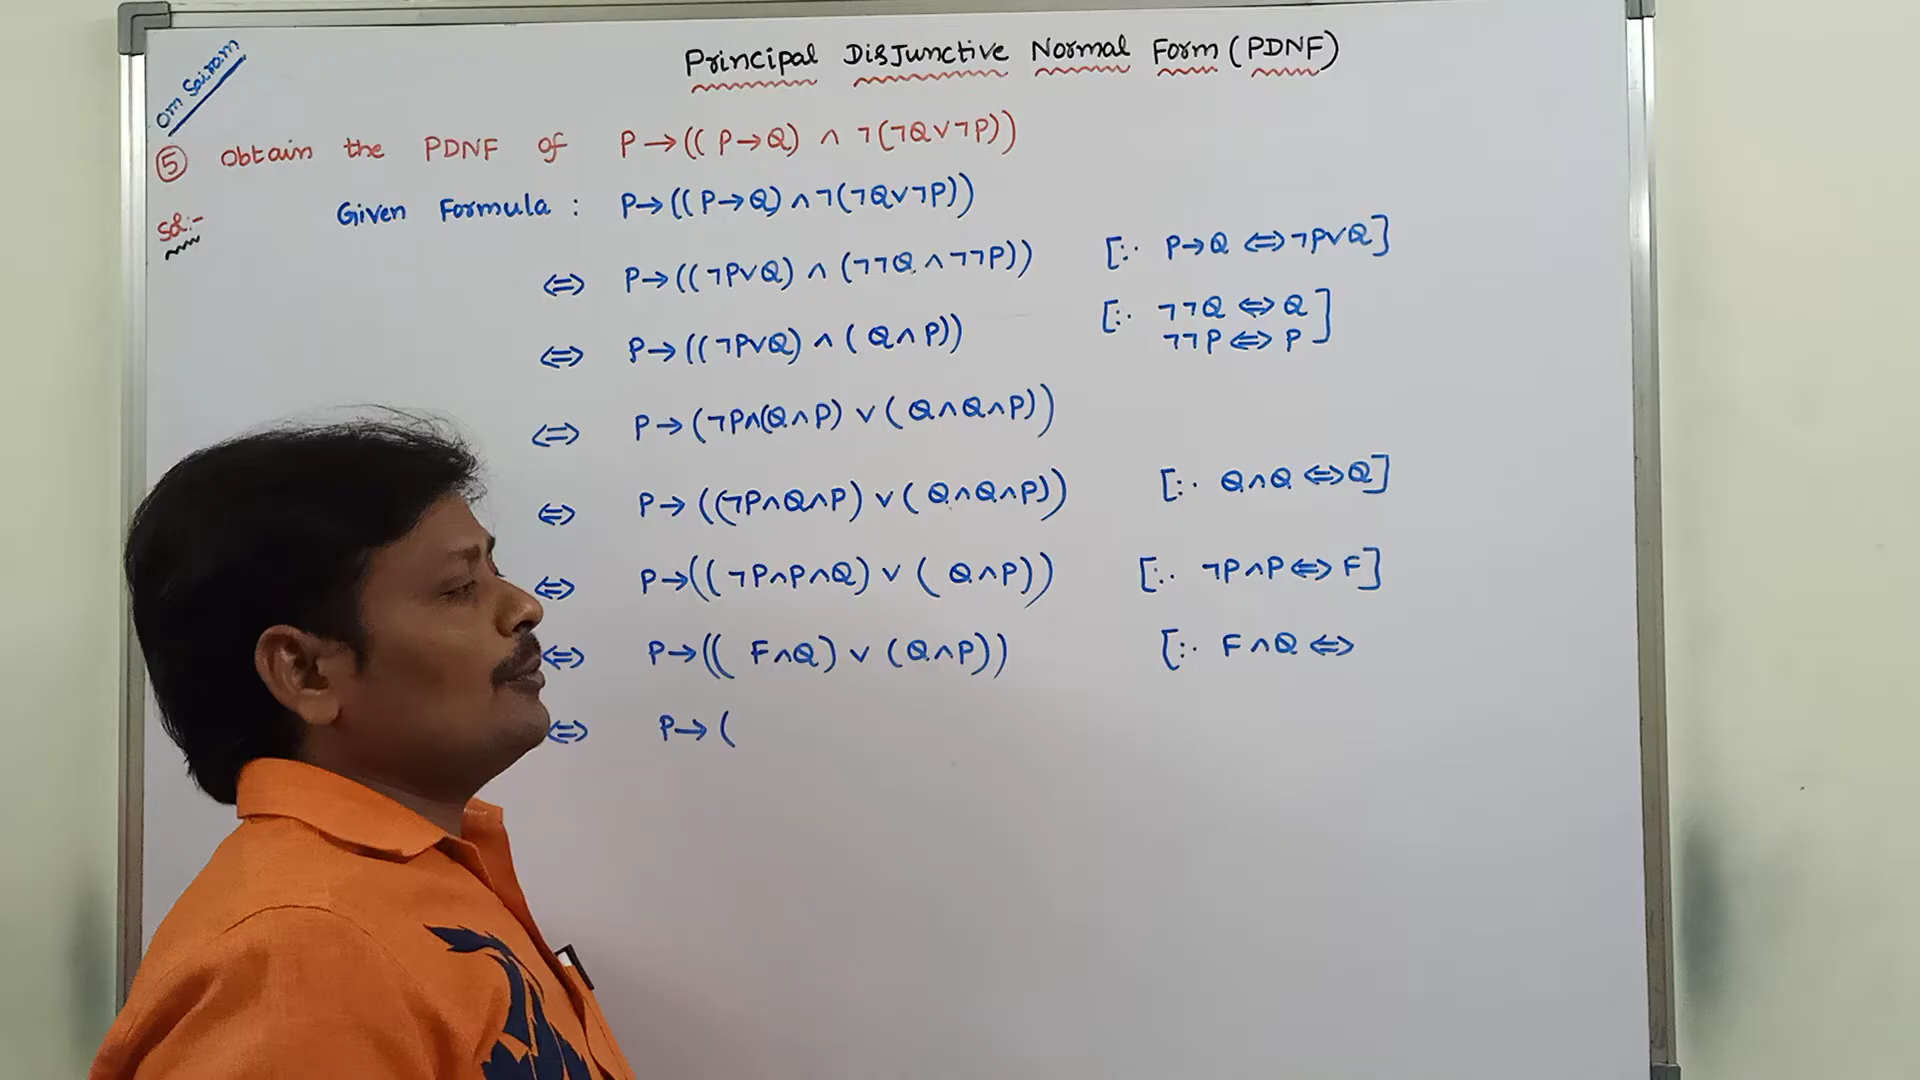 Om Sairam
Principal Disjunctive Normal Form (PDNF)
⑤ Obtain the PDNF of P→((P→Q) ∧ ¬(¬Q∨¬P))
Sol:- Given Formula : P→((P→Q)∧¬(¬Q∨¬P))
⇔ P→((¬P∨Q) ∧ (¬¬Q∧¬¬P)) [∵ P→Q ⇔ ¬P∨Q]
⇔ P→((¬P∨Q) ∧ (Q∧P)) [∵ ¬¬Q ⇔ Q
¬¬P ⇔ P]
⇔ P→(¬P∧(Q∧P) ∨ (Q∧Q∧P))
⇔ P→((¬P∧Q∧P) ∨ (Q∧Q∧P)) [∵ Q∧Q ⇔ Q]
⇔ P→((¬P∧P∧Q) ∨ (Q∧P)) [∵ ¬P∧P ⇔ F]
⇔ P→((F∧Q) ∨ (Q∧P)) [∵ F∧Q ⇔
⇔ P→(